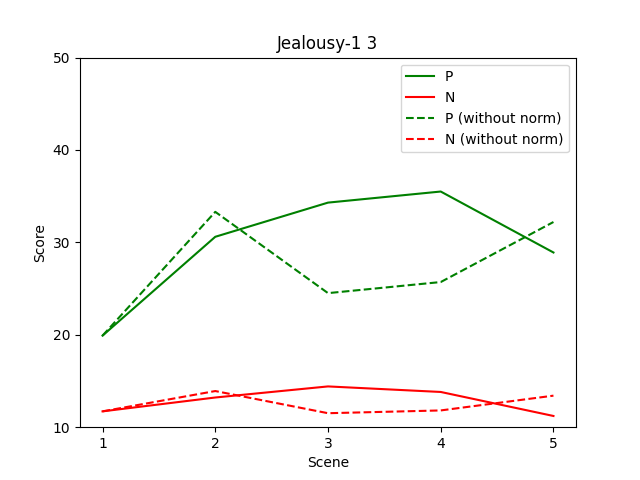 Jealousy-1 3
50
40
30
20
10
Score
1 2 3 4 5
Scene
P
N
P (without norm)
N (without norm)